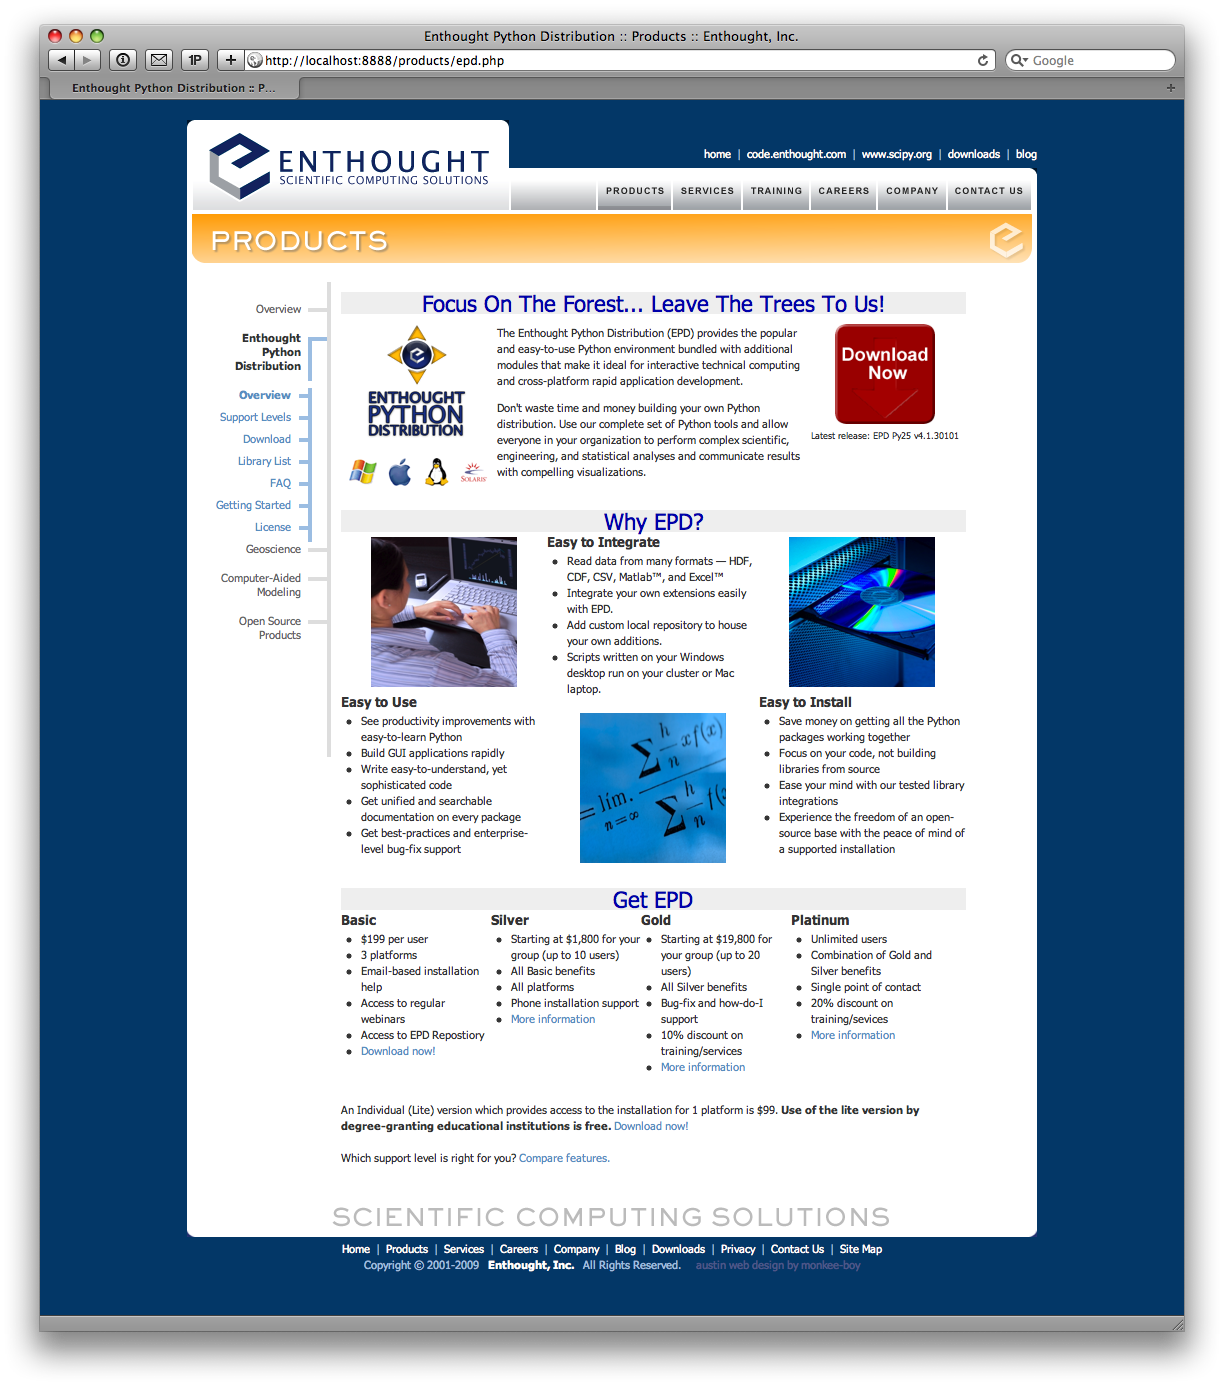 Enthought Python Distribution :: Products :: Enthought, Inc.
1P
http://localhost:8888/products/epd.php
Google
Enthought Python Distribution :: P...
ENTHOUGHT
SCIENTIFIC COMPUTING SOLUTIONS
home | code.enthought.com | www.scipy.org | downloads | blog
PRODUCTS
SERVICES
TRAINING
CAREERS
COMPANY
CONTACT US
PRODUCTS
Overview
Enthought
Python
Distribution
Overview
Support Levels
Download
Library List
FAQ
Getting Started
License
Geoscience
Computer-Aided
Modeling
Open Source
Products
Focus On The Forest... Leave The Trees To Us!
ENTHOUGHT
PYTHON
DISTRIBUTION
SOLARIS
The Enthought Python Distribution (EPD) provides the popular
and easy-to-use Python environment bundled with additional
modules that make it ideal for interactive technical computing
and cross-platform rapid application development.
Don't waste time and money building your own Python
distribution. Use our complete set of Python tools and allow
everyone in your organization to perform complex scientific,
engineering, and statistical analyses and communicate results
with compelling visualizations.
Download
Now
Latest release: EPD Py25 v4.1.30101
Why EPD?
Easy to Use
See productivity improvements with
easy-to-learn Python
Build GUI applications rapidly
Write easy-to-understand, yet
sophisticated code
Get unified and searchable
documentation on every package
Get best-practices and enterprise-
level bug-fix support
Easy to Integrate
Read data from many formats — HDF,
CDF, CSV, Matlab™, and Excel™
Integrate your own extensions easily
with EPD.
Add custom local repository to house
your own additions.
Scripts written on your Windows
desktop run on your cluster or Mac
laptop.
Easy to Install
Save money on getting all the Python
packages working together
Focus on your code, not building
libraries from source
Ease your mind with our tested library
integrations
Experience the freedom of an open-
source base with the peace of mind of
a supported installation
Get EPD
Basic
$199 per user
3 platforms
Email-based installation
help
Access to regular
webinars
Access to EPD Repostiory
Download now!
Silver
Starting at $1,800 for your
group (up to 10 users)
All Basic benefits
All platforms
Phone installation support
More information
Gold
Starting at $19,800 for
your group (up to 20
users)
All Silver benefits
Bug-fix and how-do-I
support
10% discount on
training/services
More information
Platinum
Unlimited users
Combination of Gold and
Silver benefits
Single point of contact
20% discount on
training/sevices
More information
An Individual (Lite) version which provides access to the installation for 1 platform is $99. Use of the lite version by
degree-granting educational institutions is free. Download now!
Which support level is right for you? Compare features.
SCIENTIFIC COMPUTING SOLUTIONS
Home | Products | Services | Careers | Company | Blog | Downloads | Privacy | Contact Us | Site Map
Copyright © 2001-2009 Enthought, Inc. All Rights Reserved. austin web design by monkee-boy